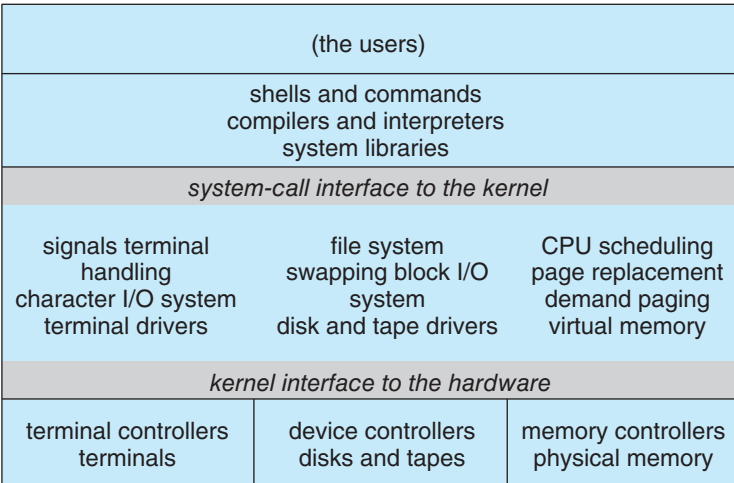 (the users)
shells and commands
compilers and interpreters
system libraries
system-call interface to the kernel
signals terminal
handling
character I/O system
terminal drivers
file system
swapping block I/O
system
disk and tape drivers
CPU scheduling
page replacement
demand paging
virtual memory
kernel interface to the hardware
terminal controllers
terminals
device controllers
disks and tapes
memory controllers
physical memory